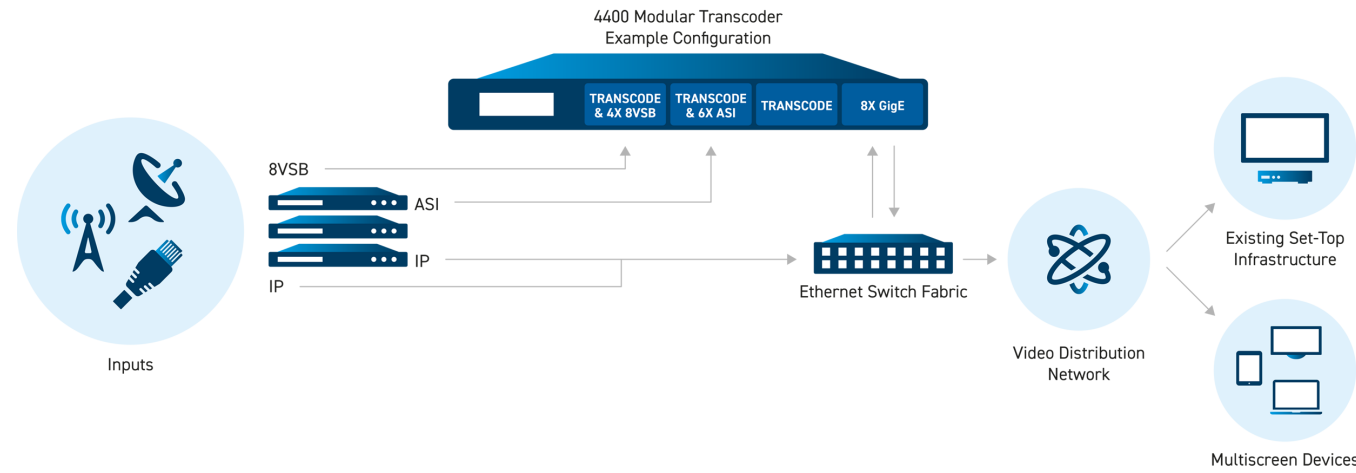 4400 Modular Transcoder
Example Configuration
TRANSCODE
& 4X 8VSB
TRANSCODE
& 6X ASI
TRANSCODE
8X GigE
8VSB
ASI
IP
IP
Inputs
Ethernet Switch Fabric
Video Distribution
Network
Existing Set-Top
Infrastructure
Multiscreen Devices